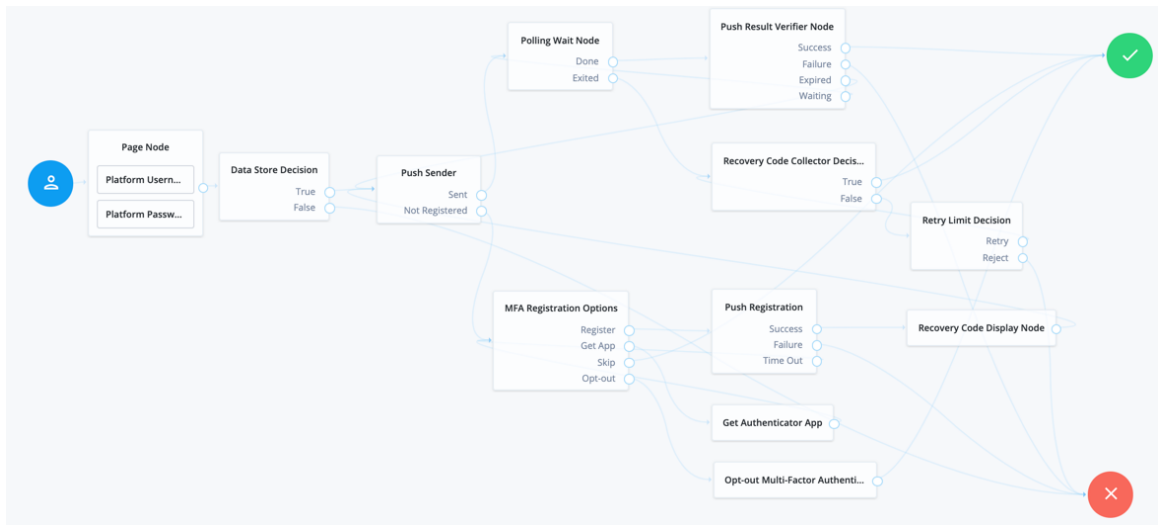 Page Node
Platform Usern...
Platform Passw...
Data Store Decision
True
False
Push Sender
Sent
Not Registered
Polling Wait Node
Done
Exited
Push Result Verifier Node
Success
Failure
Expired
Waiting
Recovery Code Collector Decis...
True
False
Retry Limit Decision
Retry
Reject
MFA Registration Options
Register
Get App
Skip
Opt-out
Push Registration
Success
Failure
Time Out
Recovery Code Display Node
Get Authenticator App
Opt-out Multi-Factor Authenti...